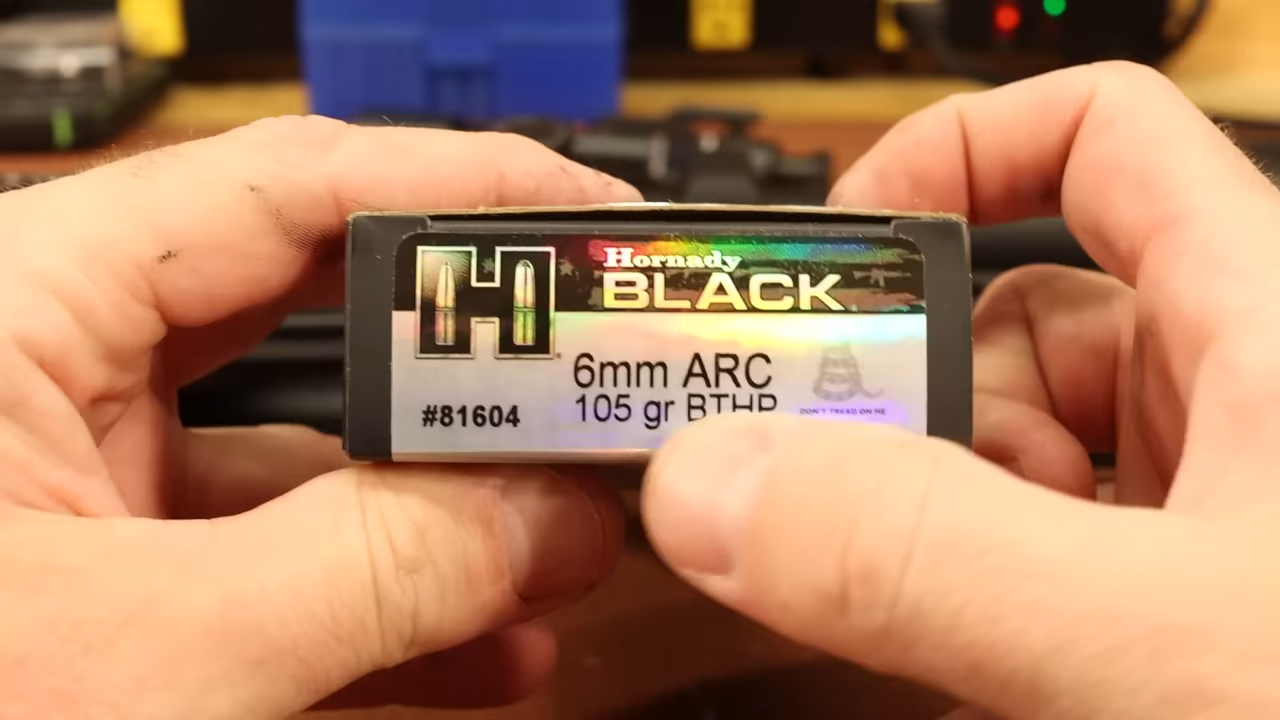 H
Hornady
BLACK
6mm ARC
#81604
105 gr BTHP
DON'T TREAD ON ME